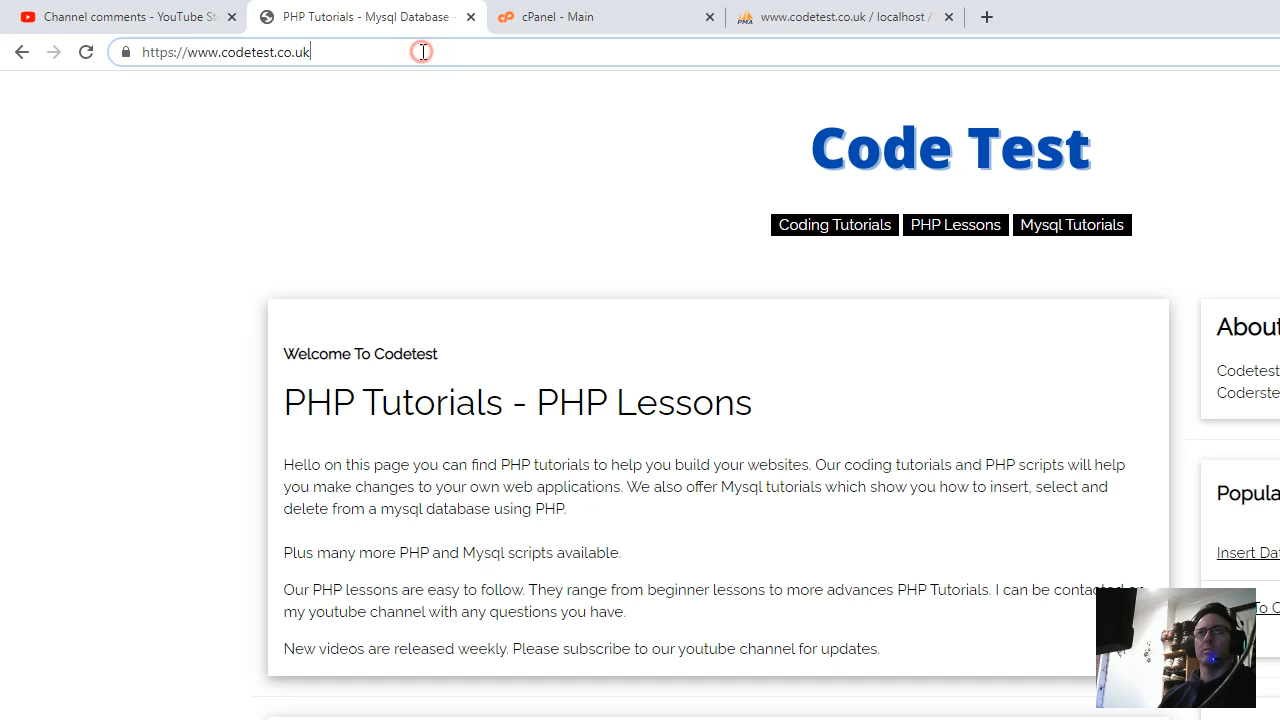 Channel comments - YouTube St
PHP Tutorials - Mysql Database -
cPanel - Main
www.codetest.co.uk / localhost /
https://www.codetest.co.uk
Code Test
Coding Tutorials
PHP Lessons
Mysql Tutorials
Welcome To Codetest
PHP Tutorials - PHP Lessons
Hello on this page you can find PHP tutorials to help you build your websites. Our coding tutorials and PHP scripts will help
you make changes to your own web applications. We also offer Mysql tutorials which show you how to insert, select and
delete from a mysql database using PHP.
Plus many more PHP and Mysql scripts available.
Our PHP lessons are easy to follow. They range from beginner lessons to more advances PHP Tutorials. I can be contacted on
my youtube channel with any questions you have.
New videos are released weekly. Please subscribe to our youtube channel for updates.
About
Codetest
Coderste
Popula
Insert Dat
To C